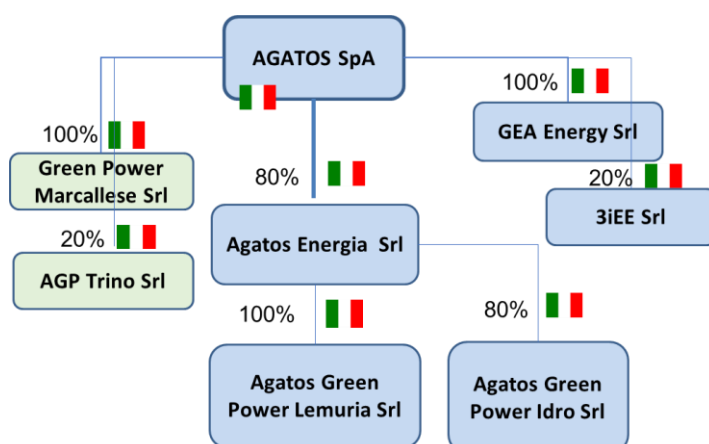 AGATOS SpA
100%
100%
GEA Energy Srl
Green Power
Marcallese Srl
80%
20%
3iEE Srl
20%
Agatos Energia Srl
AGP Trino Srl
100%
80%
Agatos Green
Power Lemuria Srl
Agatos Green
Power Idro Srl